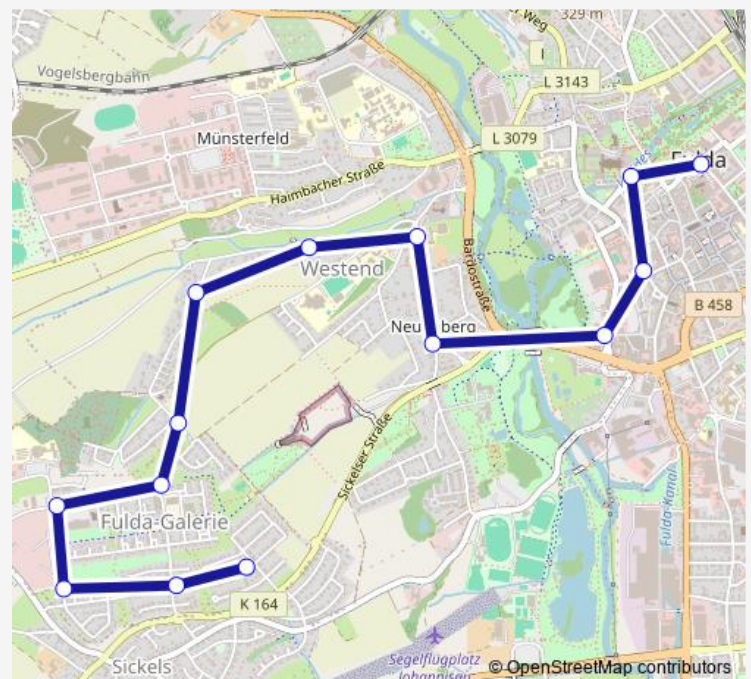 329 m
Vogelsbergbahn
I
L 3143
Münsterfeld
L 3079
Haimbacher Straße
Westend
Bardostraße
B 458
Sickelser Straße
Fulda-Galerie
Fulda-Kanal
K 164
Sickels
Segelflugplatz
Johannisau
© OpenStreetMap contributors